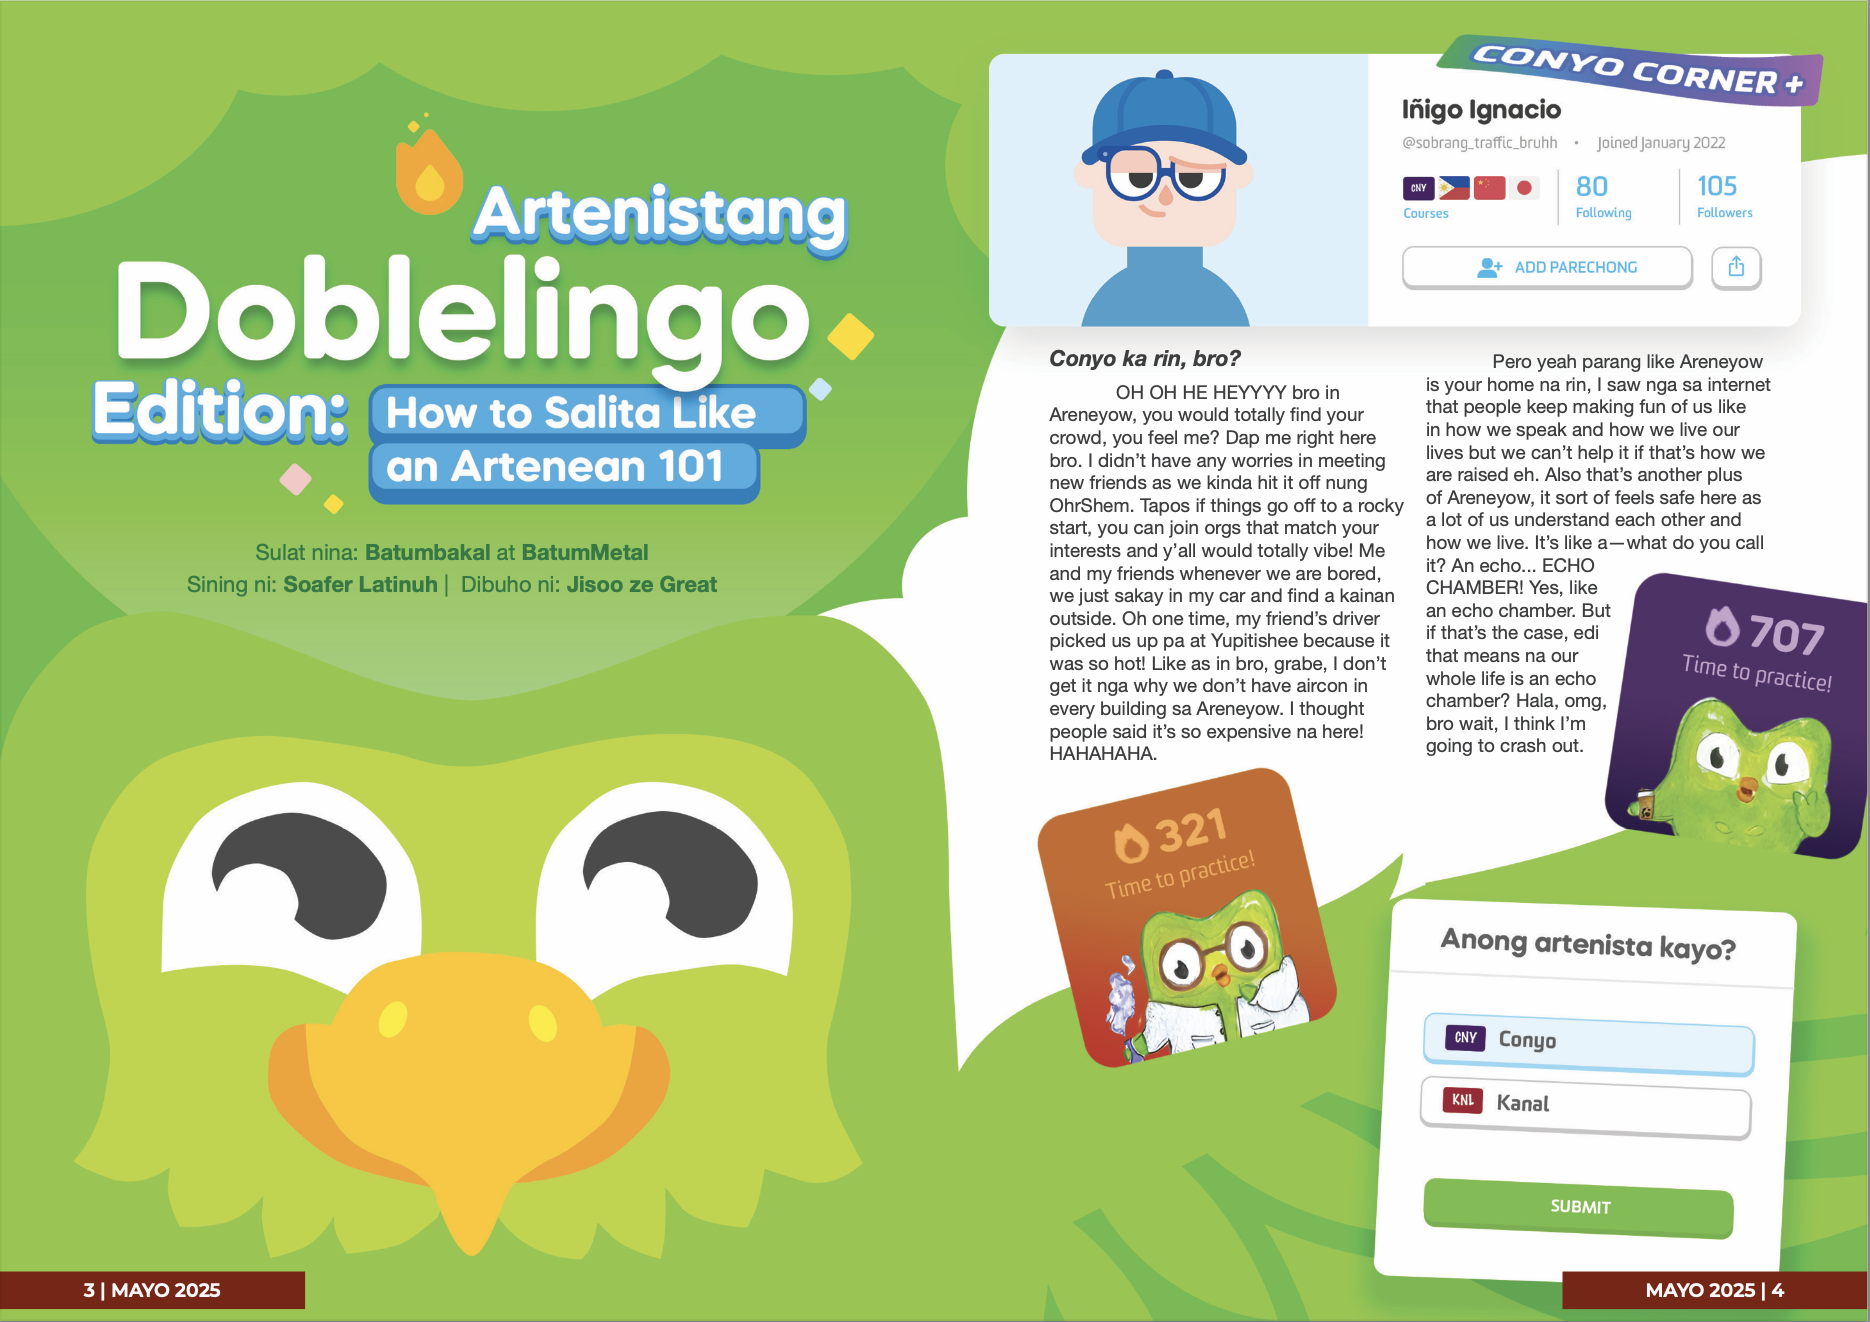 Artenistang
Doblelingo
Edition:
How to Salita Like
an Artenean 101
Sulat nina: Batumbakal at BatumMetal
Sining ni: Soafer Latinuh | Dibuho ni: Jisoo ze Great
3 | MAYO 2025
CONYO CORNER +
Iñigo Ignacio
@sobrang_traffic_bruhh • Joined January 2022
CNY
Courses
80
Following
105
Followers
ADD PARECHONG
Conyo ka rin, bro?
OH OH HE HEYYYY bro in
Areneyow, you would totally find your
crowd, you feel me? Dap me right here
bro. I didn't have any worries in meeting
new friends as we kinda hit it off nung
OhrShem. Tapos if things go off to a rocky
start, you can join orgs that match your
interests and y'all would totally vibe! Me
and my friends whenever we are bored,
we just sakay in my car and find a kainan
outside. Oh one time, my friend's driver
picked us up pa at Yupitishee because it
was so hot! Like as in bro, grabe, I don't
get it nga why we don't have aircon in
every building sa Areneyow. I thought
people said it's so expensive na here!
HAHAHAHA.
Pero yeah parang like Areneyow
is your home na rin, I saw nga sa internet
that people keep making fun of us like
in how we speak and how we live our
lives but we can't help it if that's how we
are raised eh. Also that's another plus
of Areneyow, it sort of feels safe here as
a lot of us understand each other and
how we live. It's like a—what do you call
it? An echo... ECHO
CHAMBER! Yes, like
an echo chamber. But
if that's the case, edi
that means na our
whole life is an echo
chamber? Hala, omg,
bro wait, I think I'm
going to crash out.
707
Time to practice!
321
Time to practice!
Anong artenista kayo?
CNY Conyo
KNL Kanal
SUBMIT
MAYO 2025 | 4